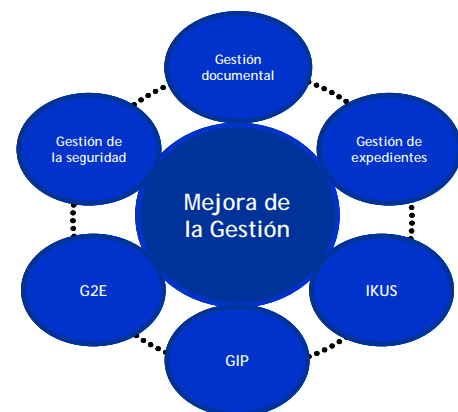 Gestión
documental
Gestión de
la seguridad
Gestión de
expedientes
Mejora de
la Gestión
G2E
IKUS
GIP